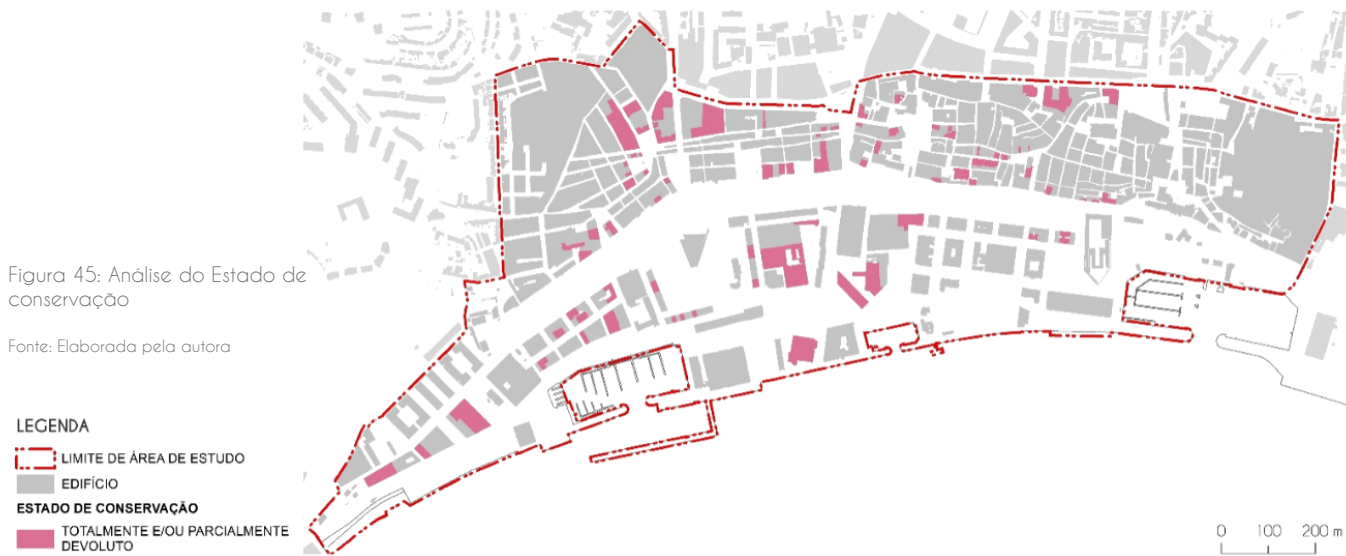 Figura 45: Análise do Estado de
conservação
Fonte: Elaborada pela autora
LEGENDA
LIMITE DE ÁREA DE ESTUDO
EDIFÍCIO
ESTADO DE CONSERVAÇÃO
TOTALMENTE E/OU PARCIALMENTE
DEVOLUTO
0 100 200 m